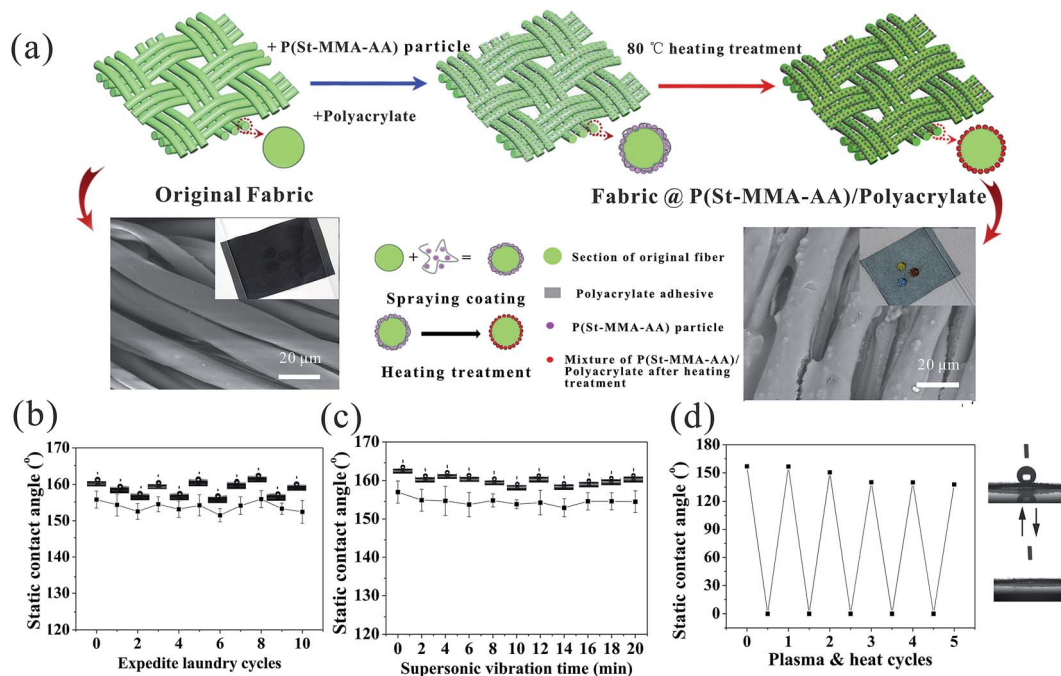 (a)
+ P(St-MMA-AA) particle
+Polyacrylate
80 ℃ heating treatment
Original Fabric
Fabric @ P(St-MMA-AA)/Polyacrylate
20 μm
+
=
Spraying coating
Heating treatment
Section of original fiber
Polyacrylate adhesive
P(St-MMA-AA) particle
Mixture of P(St-MMA-AA)/
Polyacrylate after heating
treatment
20 μm
(b)
Static contact angle (°)
170
160
150
140
130
120
0 2 4 6 8 10
Expedite laundry cycles
(c)
Static contact angle (°)
170
160
150
140
130
120
0 2 4 6 8 10 12 14 16 18 20
Supersonic vibration time (min)
(d)
Static contact angle (°)
180
150
120
90
60
30
0
0 1 2 3 4 5
Plasma & heat cycles